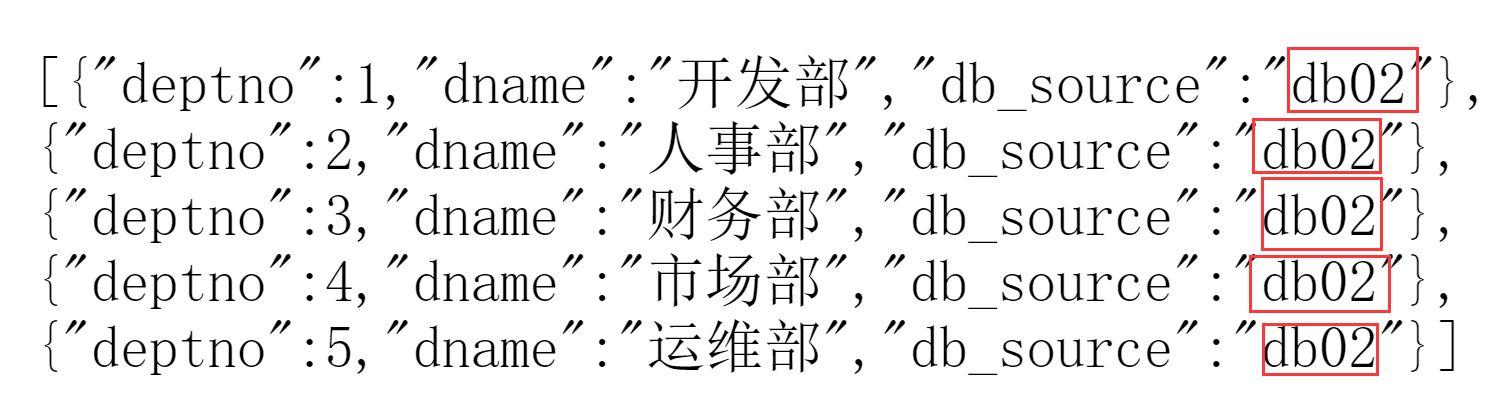 [{"deptno":1,"dname":"开发部","db_source":"db02"},
{"deptno":2,"dname":"人事部","db_source":"db02"},
{"deptno":3,"dname":"财务部","db_source":"db02"},
{"deptno":4,"dname":"市场部","db_source":"db02"},
{"deptno":5,"dname":"运维部","db_source":"db02"}]